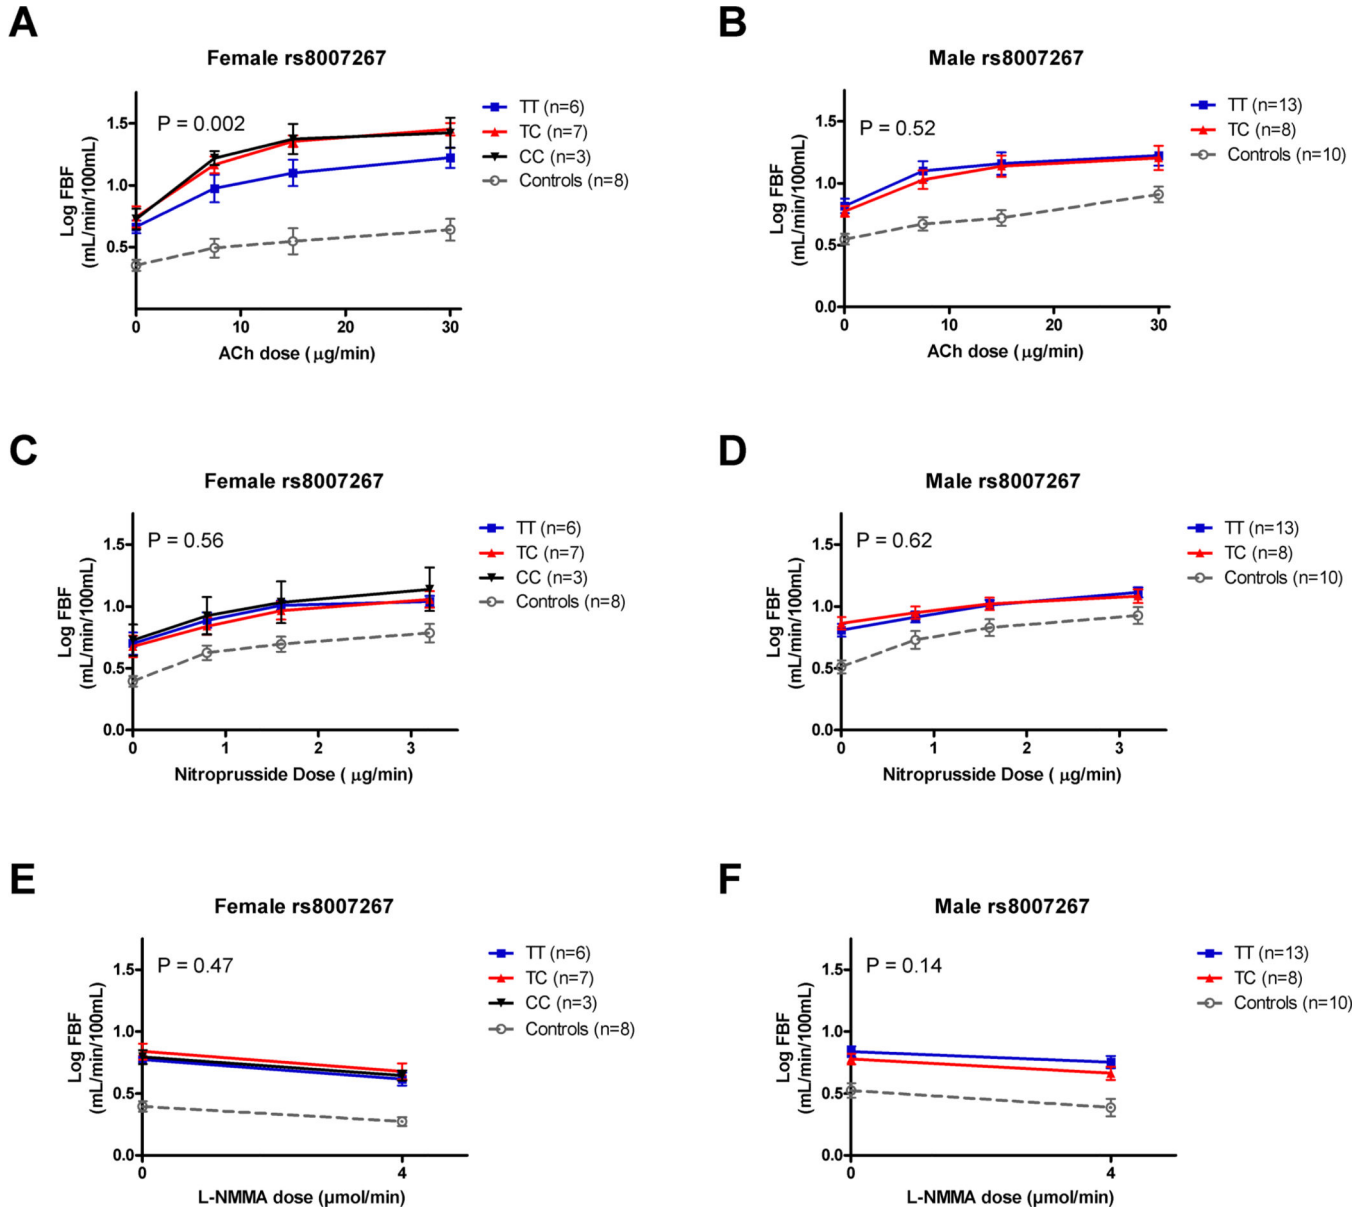 A
Female rs8007267
P = 0.002
TT (n=6)
TC (n=7)
CC (n=3)
Controls (n=8)
Log FBF
(mL/min/100mL)
1.5
1.0
0.5
0 10 20 30
ACh dose ( μg/min)
B
Male rs8007267
P = 0.52
TT (n=13)
TC (n=8)
Controls (n=10)
Log FBF
(mL/min/100mL)
1.5
1.0
0.5
0.0
0 10 20 30
ACh dose ( μg/min)
C
Female rs8007267
P = 0.56
TT (n=6)
TC (n=7)
CC (n=3)
Controls (n=8)
Log FBF
(mL/min/100mL)
1.5
1.0
0.5
0.0
0 1 2 3
Nitroprusside Dose ( μg/min)
D
Male rs8007267
P = 0.62
TT (n=13)
TC (n=8)
Controls (n=10)
Log FBF
(mL/min/100mL)
1.5
1.0
0.5
0.0
0 1 2 3
Nitroprusside Dose ( μg/min)
E
Female rs8007267
P = 0.47
TT (n=6)
TC (n=7)
CC (n=3)
Controls (n=8)
Log FBF
(mL/min/100mL)
1.5
1.0
0.5
0.0
0 4
L-NMMA dose (μmol/min)
F
Male rs8007267
P = 0.14
TT (n=13)
TC (n=8)
Controls (n=10)
Log FBF
(mL/min/100mL)
1.5
1.0
0.5
0.0
0 4
L-NMMA dose (μmol/min)